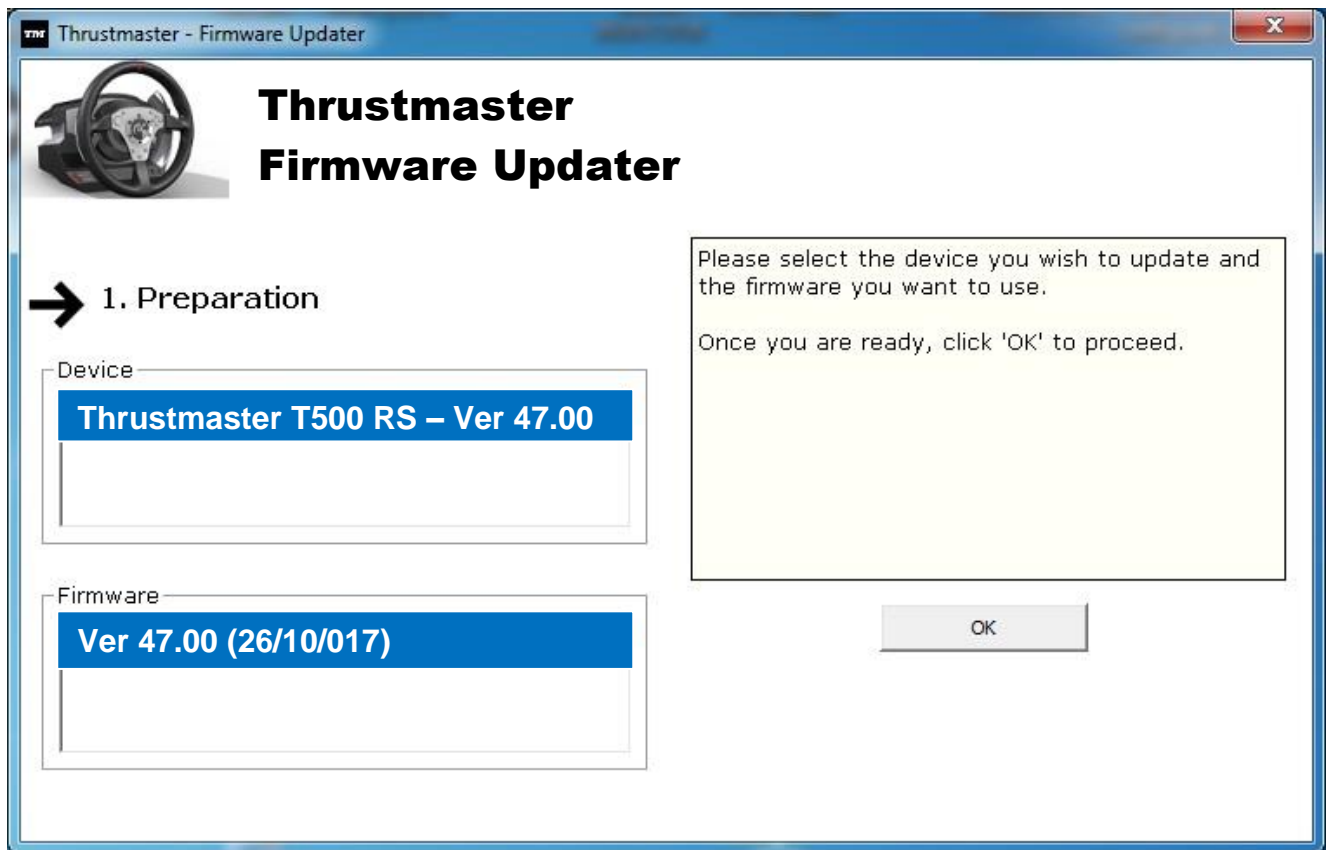 Thrustmaster - Firmware Updater
Thrustmaster
Firmware Updater
1. Preparation
Device
Thrustmaster T500 RS – Ver 47.00
Firmware
Ver 47.00 (26/10/017)
Please select the device you wish to update and
the firmware you want to use.
Once you are ready, click 'OK' to proceed.
OK